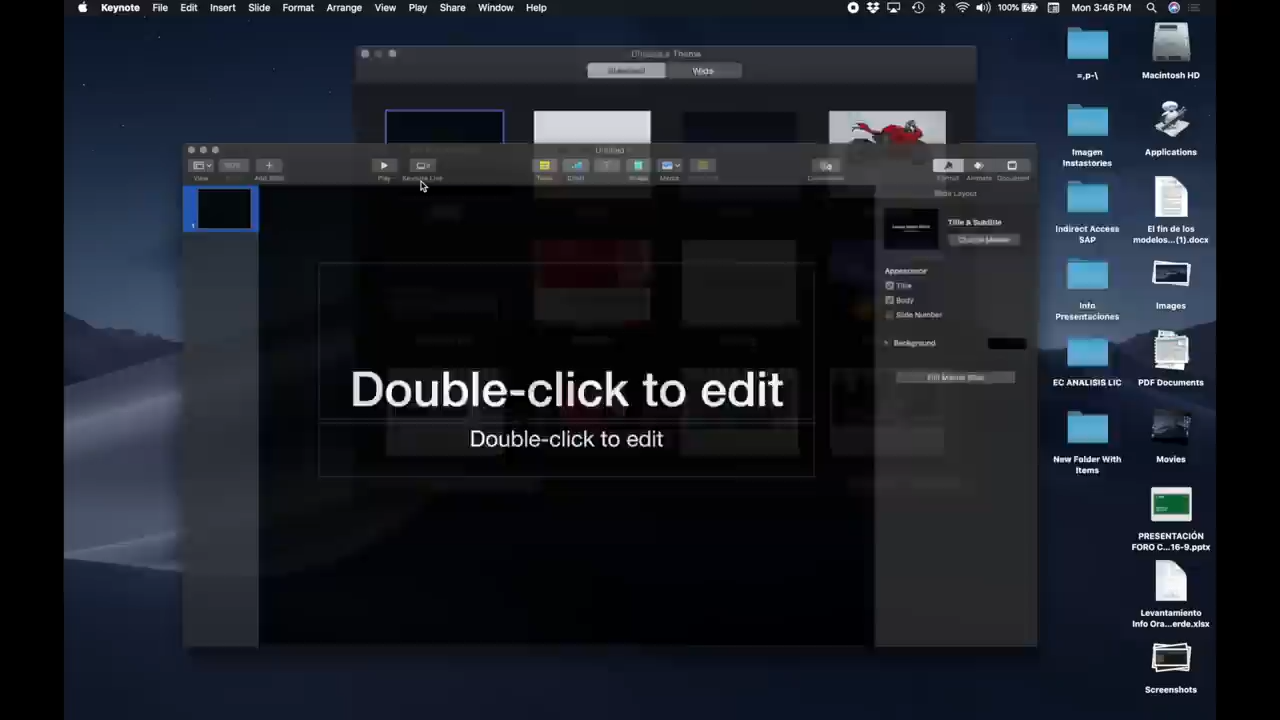 Keynote File Edit Insert Slide Format Arrange View Play Share Window Help
100% Mon 3:46 PM
=,p-\
Macintosh HD
Choose a Theme
Standard Wide
Imagen
Instastories
Applications
Untitled
View
Add Slide
Play
Keynote Live
Table
Chart
Shape
Media
Format
Animate
Document
Slide Layout
Title & Subtitle
Change Master
Appearance
Title
Body
Slide Number
Background
Edit Master Slide
1
Double-click to edit
Double-click to edit
Indirect Access
SAP
El fin de los
modelos...(1).docx
Info
Presentaciones
Images
EC ANALISIS LIC
PDF Documents
New Folder With
Items
Movies
PRESENTACIÓN
FORO C...16-9.pptx
Levantamiento
Info Ora...erde.xlsx
Screenshots